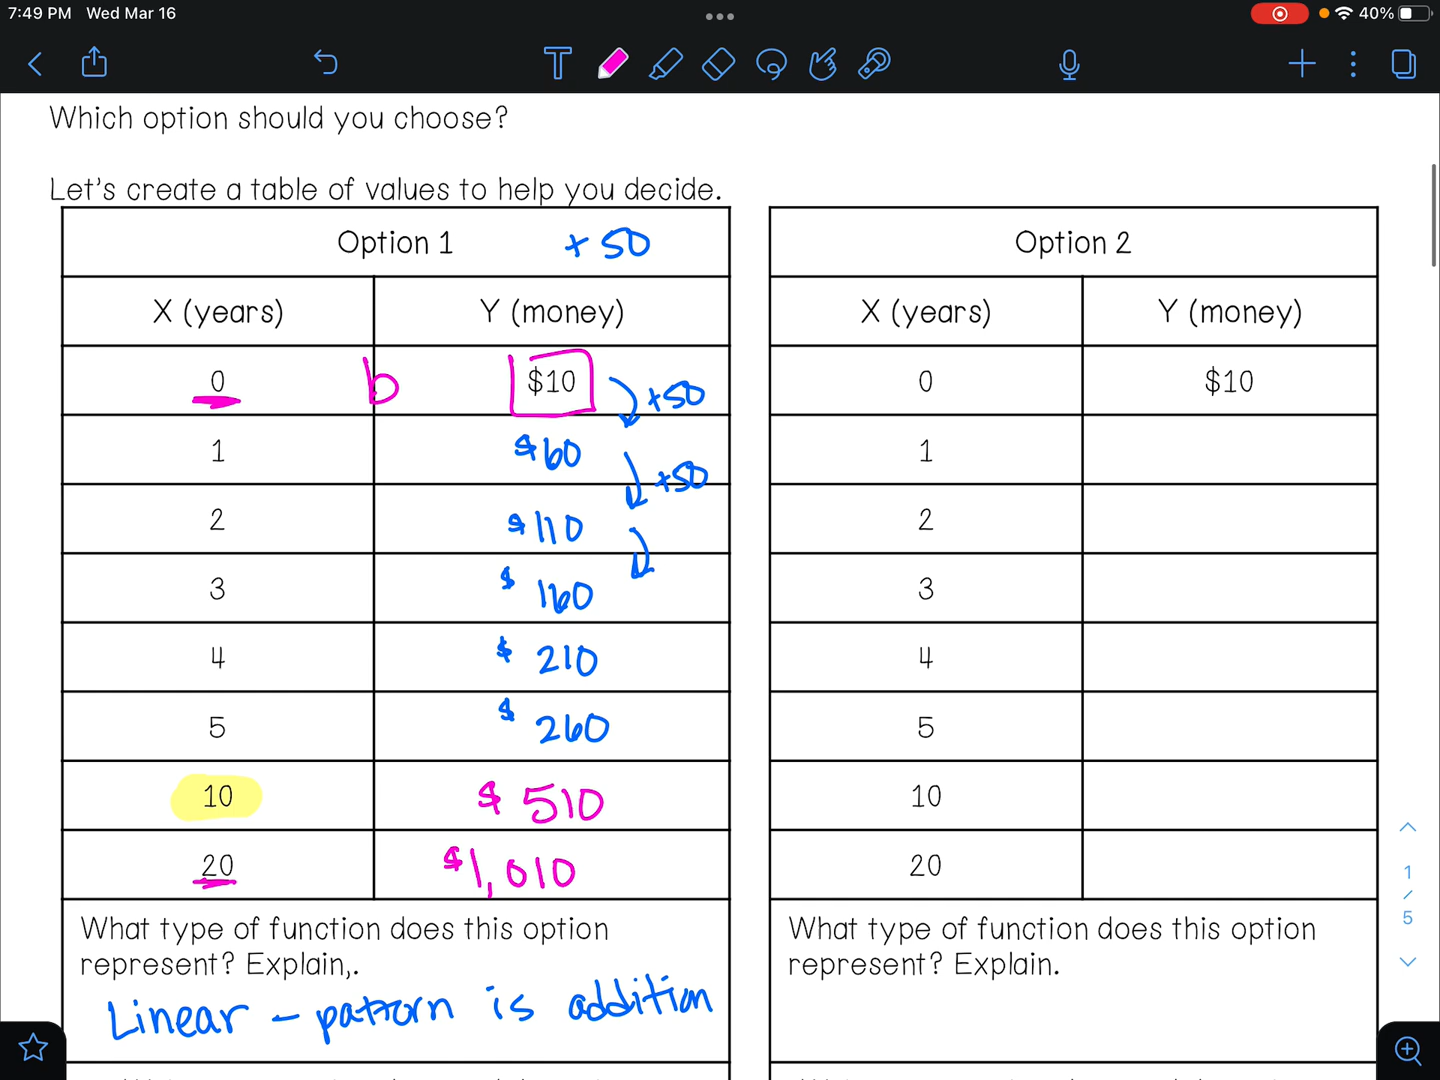 7:49 PM Wed Mar 16
40%
Which option should you choose?
Let's create a table of values to help you decide.
Option 1 + 50
X (years) Y (money)
0 b $10 +50
1 $60
+50
2 $110
3 $160
4 $210
5 $260
10 $510
20 $1,010
What type of function does this option
represent? Explain,.
Linear - pattern is addition
Option 2
X (years) Y (money)
0 $10
1
2
3
4
5
10
20
What type of function does this option
represent? Explain.
1
/
5